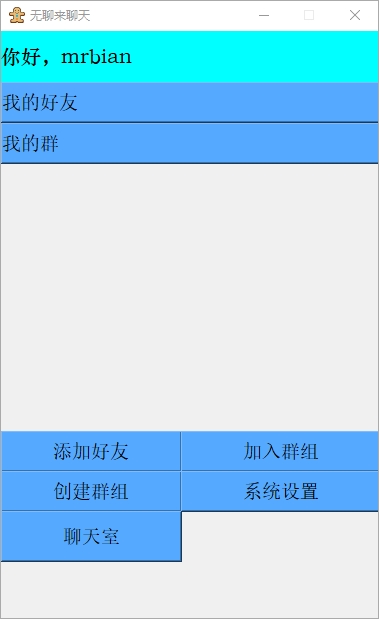 无聊来聊天
你好，mrbian
我的好友
我的群
添加好友 加入群组
创建群组 系统设置
聊天室